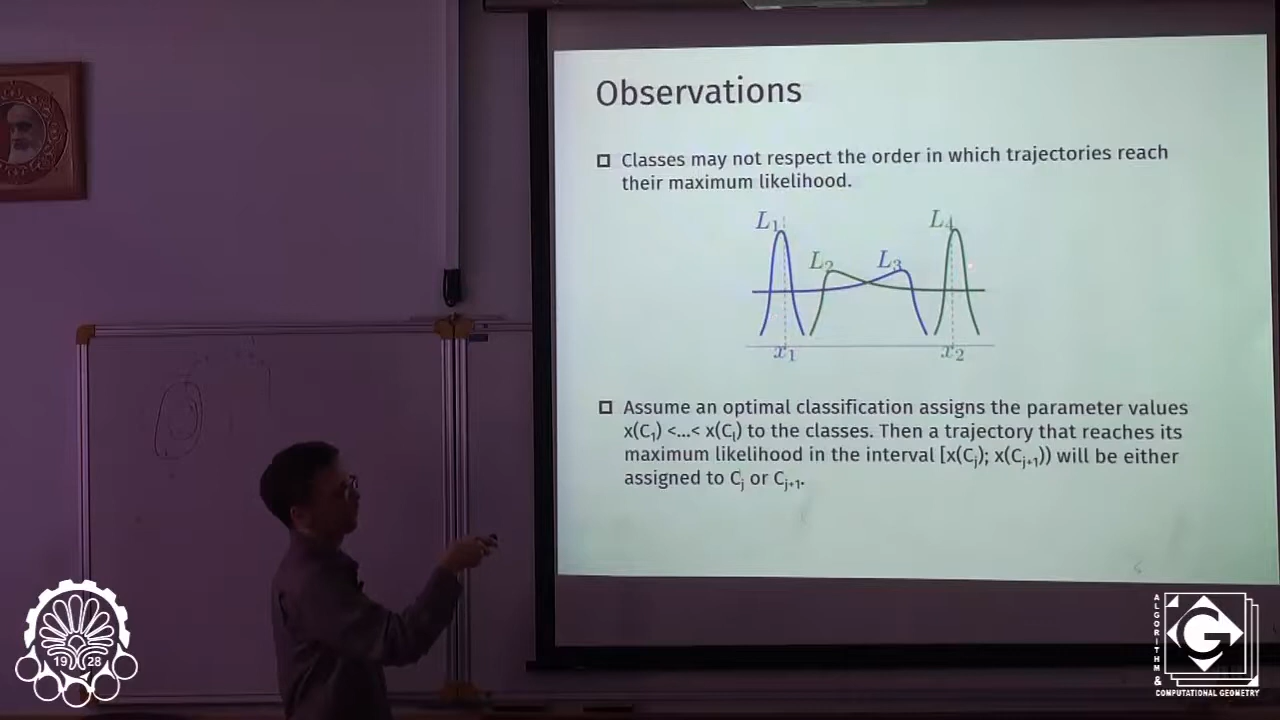 Observations
Classes may not respect the order in which trajectories reach
their maximum likelihood.
L1
L2
L3
L4
x1
x2
Assume an optimal classification assigns the parameter values
x(C1) <...< x(Cl) to the classes. Then a trajectory that reaches its
maximum likelihood in the interval [x(Cj); x(Cj+1)) will be either
assigned to Cj or Cj+1.
19 28
ALGORITHM &
G
COMPUTATIONAL GEOMETRY